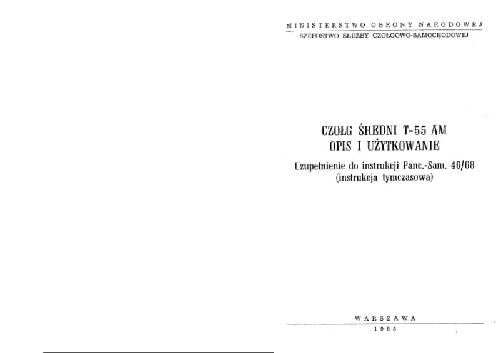 MINISTERSTWO OBRONY NARODOWEJ
SZEFOSTWO SŁUŻBY CZOŁGOWO-SAMOCHODOWEJ
CZOŁG ŚREDNI T-55 AM
OPIS I UŻYTKOWANIE
Uzupełnienie do instrukcji Panc.-Sam. 46/68
(instrukcja tymczasowa)
WARSZAWA